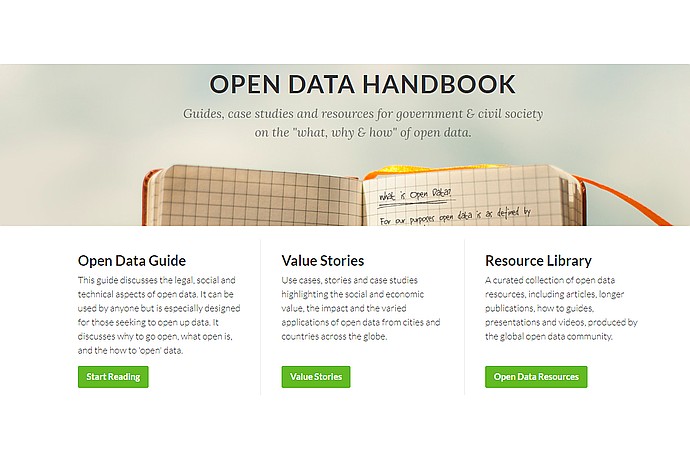 OPEN DATA HANDBOOK
Guides, case studies and resources for government & civil society
on the "what, why & how" of open data.
What is Open Data?
For our purposes open data is as defined by
Open Data Guide
This guide discusses the legal, social and
technical aspects of open data. It can be
used by anyone but is especially designed
for those seeking to open up data. It
discusses why to go open, what open is,
and the how to 'open' data.
Start Reading
Value Stories
Use cases, stories and case studies
highlighting the social and economic
value, the impact and the varied
applications of open data from cities and
countries across the globe.
Value Stories
Resource Library
A curated collection of open data
resources, including articles, longer
publications, how to guides,
presentations and videos, produced by
the global open data community.
Open Data Resources